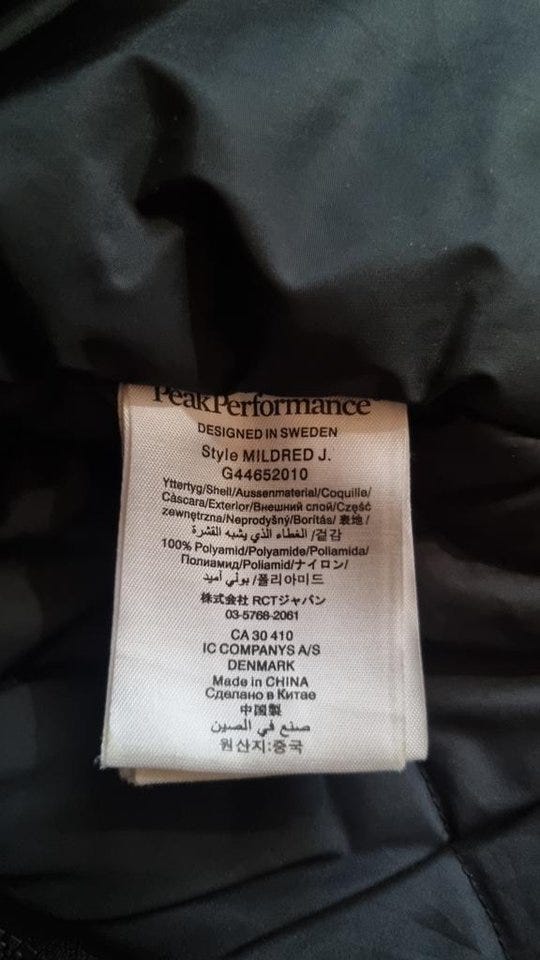 PeakPerformance
DESIGNED IN SWEDEN
Style MILDRED J.
G44652010
Yttertyg/Shell/Aussenmaterial/Coquille/
Càscara/Exterior/Внешний слой/Część
zewnętrzna/Neprodyšný/Borítás/ 表地 /
الغطاء الذي يشبه القشرة /겉감
100% Polyamid/Polyamide/Poliamida/
Полиамид/Poliamid/ナイロン/
بولي أميد /폴리아미드
株式会社 RCTジャパン
03-5768-2061
CA 30 410
IC COMPANYS A/S
DENMARK
Made in CHINA
Сделано в Китае
中国製
صنع في الصين
원산지:중국